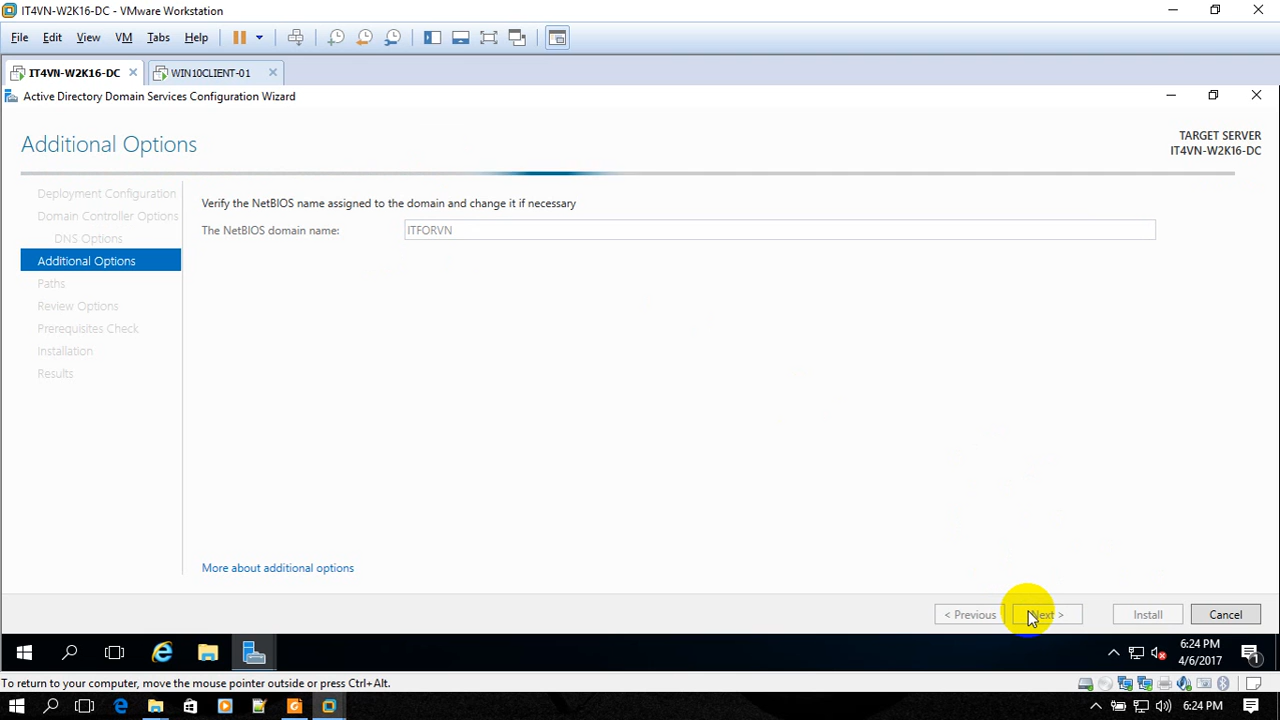 IT4VN-W2K16-DC - VMware Workstation
File Edit View VM Tabs Help
IT4VN-W2K16-DC WIN10CLIENT-01
Active Directory Domain Services Configuration Wizard
Additional Options
TARGET SERVER
IT4VN-W2K16-DC
Deployment Configuration
Domain Controller Options
DNS Options
Additional Options
Paths
Review Options
Prerequisites Check
Installation
Results
Verify the NetBIOS name assigned to the domain and change it if necessary
The NetBIOS domain name: ITFORVN
More about additional options
< Previous Next > Install Cancel
6:24 PM
4/6/2017
1
To return to your computer, move the mouse pointer outside or press Ctrl+Alt.
6:24 PM